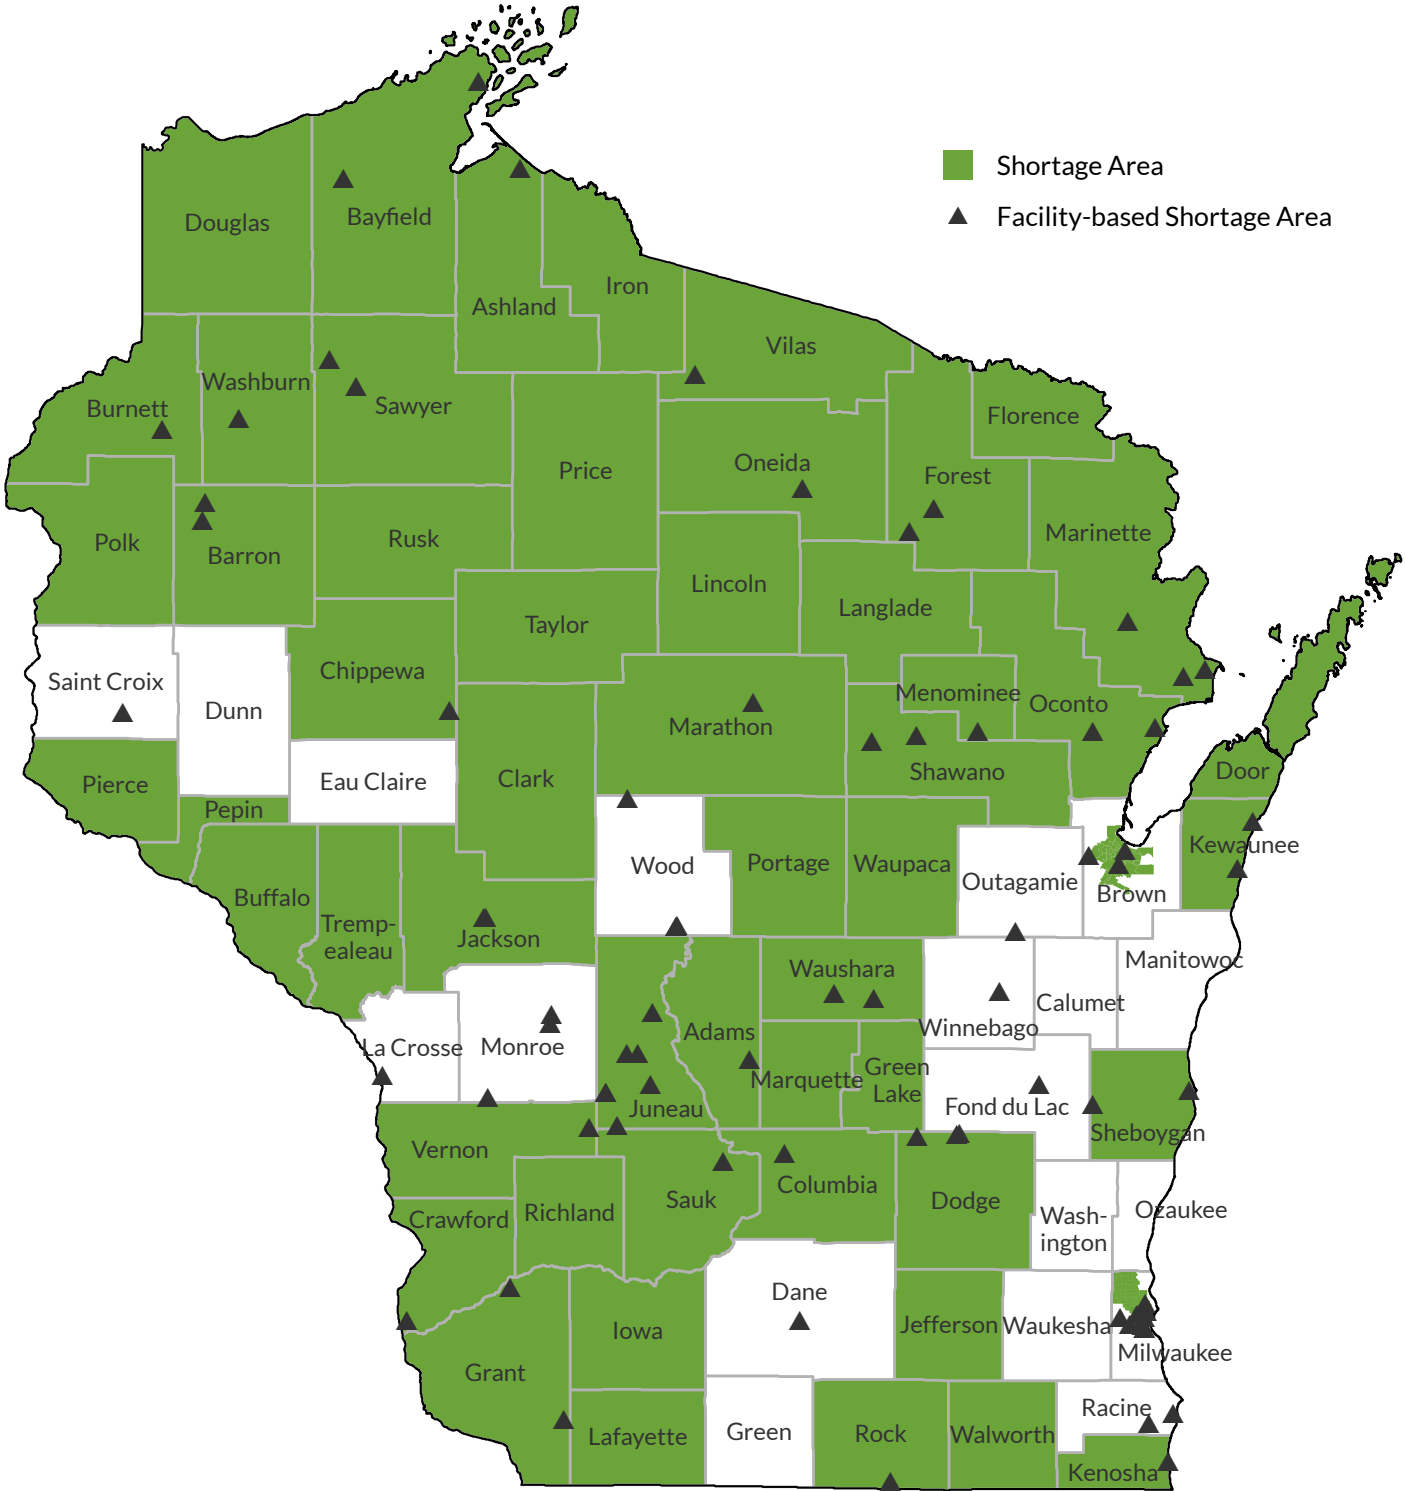 Shortage Area
Facility-based Shortage Area
Douglas
Bayfield
Ashland
Iron
Vilas
Burnett
Washburn
Sawyer
Florence
Price
Oneida
Forest
Polk
Barron
Rusk
Marinette
Lincoln
Langlade
Taylor
Saint Croix
Dunn
Chippewa
Marathon
Menominee
Oconto
Pierce
Eau Claire
Clark
Shawano
Door
Pepin
Wood
Portage
Waupaca
Outagamie
Brown
Kewaunee
Buffalo
Tremp-
ealeau
Jackson
Waushara
Manitowoc
La Crosse
Monroe
Adams
Winnebago
Calumet
Juneau
Marquette
Green
Lake
Fond du Lac
Sheboygan
Vernon
Sauk
Columbia
Dodge
Crawford
Richland
Wash-
ington
Ozaukee
Dane
Iowa
Jefferson
Waukesha
Milwaukee
Grant
Lafayette
Green
Rock
Walworth
Racine
Kenosha